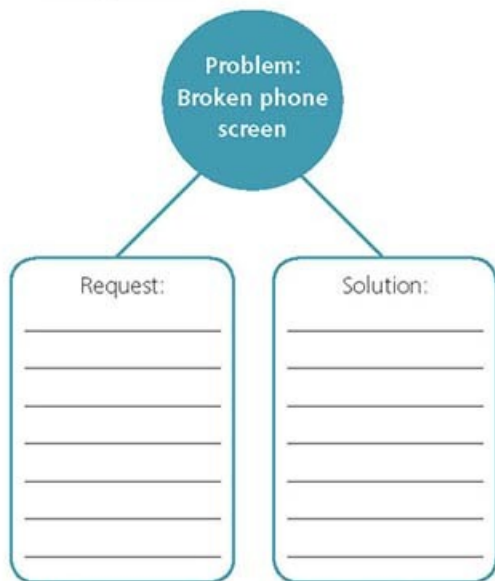 Problem:
Broken phone
screen
Request:
Solution: